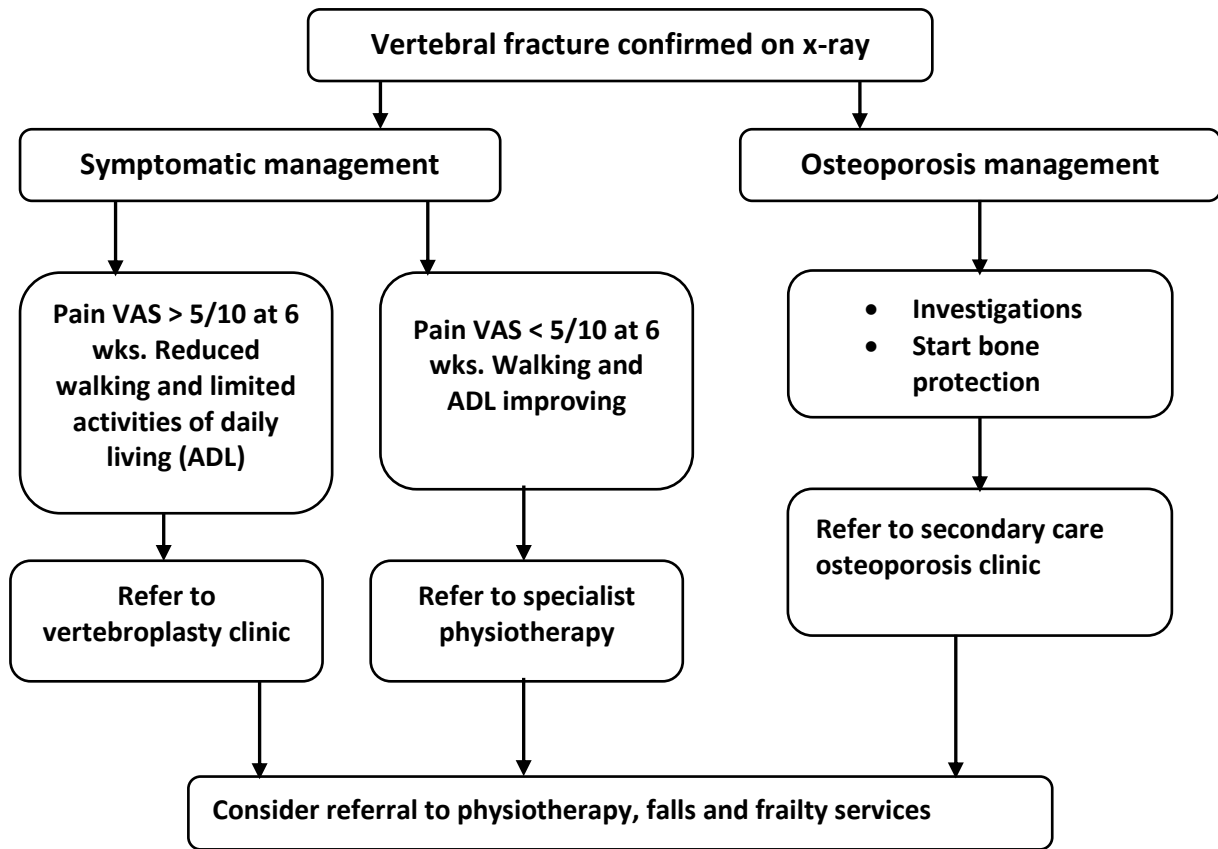 Vertebral fracture confirmed on x-ray
Symptomatic management
Osteoporosis management
Pain VAS > 5/10 at 6
wks. Reduced
walking and limited
activities of daily
living (ADL)
Pain VAS < 5/10 at 6
wks. Walking and
ADL improving
• Investigations
• Start bone
protection
Refer to
vertebroplasty clinic
Refer to specialist
physiotherapy
Refer to secondary care
osteoporosis clinic
Consider referral to physiotherapy, falls and frailty services